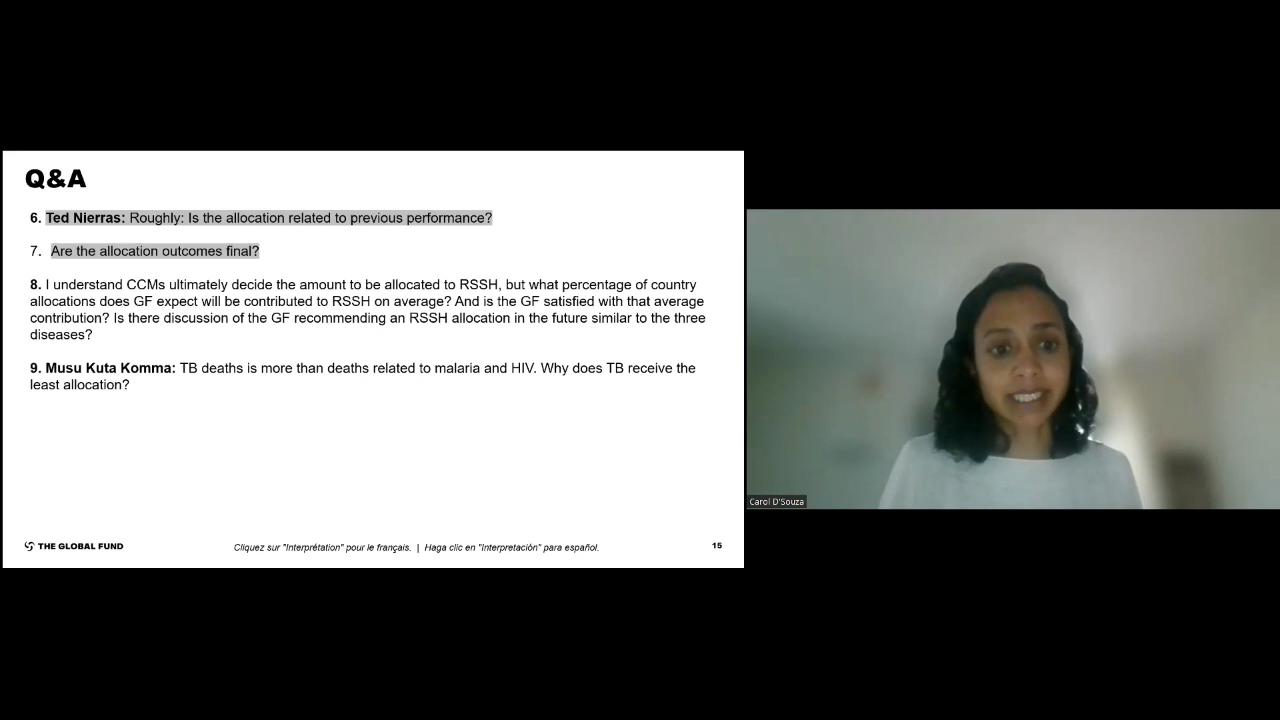 Q&A
6. Ted Nierras: Roughly: Is the allocation related to previous performance?
7. Are the allocation outcomes final?
8. I understand CCMs ultimately decide the amount to be allocated to RSSH, but what percentage of country
allocations does GF expect will be contributed to RSSH on average? And is the GF satisfied with that average
contribution? Is there discussion of the GF recommending an RSSH allocation in the future similar to the three
diseases?
9. Musu Kuta Komma: TB deaths is more than deaths related to malaria and HIV. Why does TB receive the
least allocation?
THE GLOBAL FUND
Cliquez sur "Interprétation" pour le français. | Haga clic en "Interpretación" para español.
15
Carol D'Souza